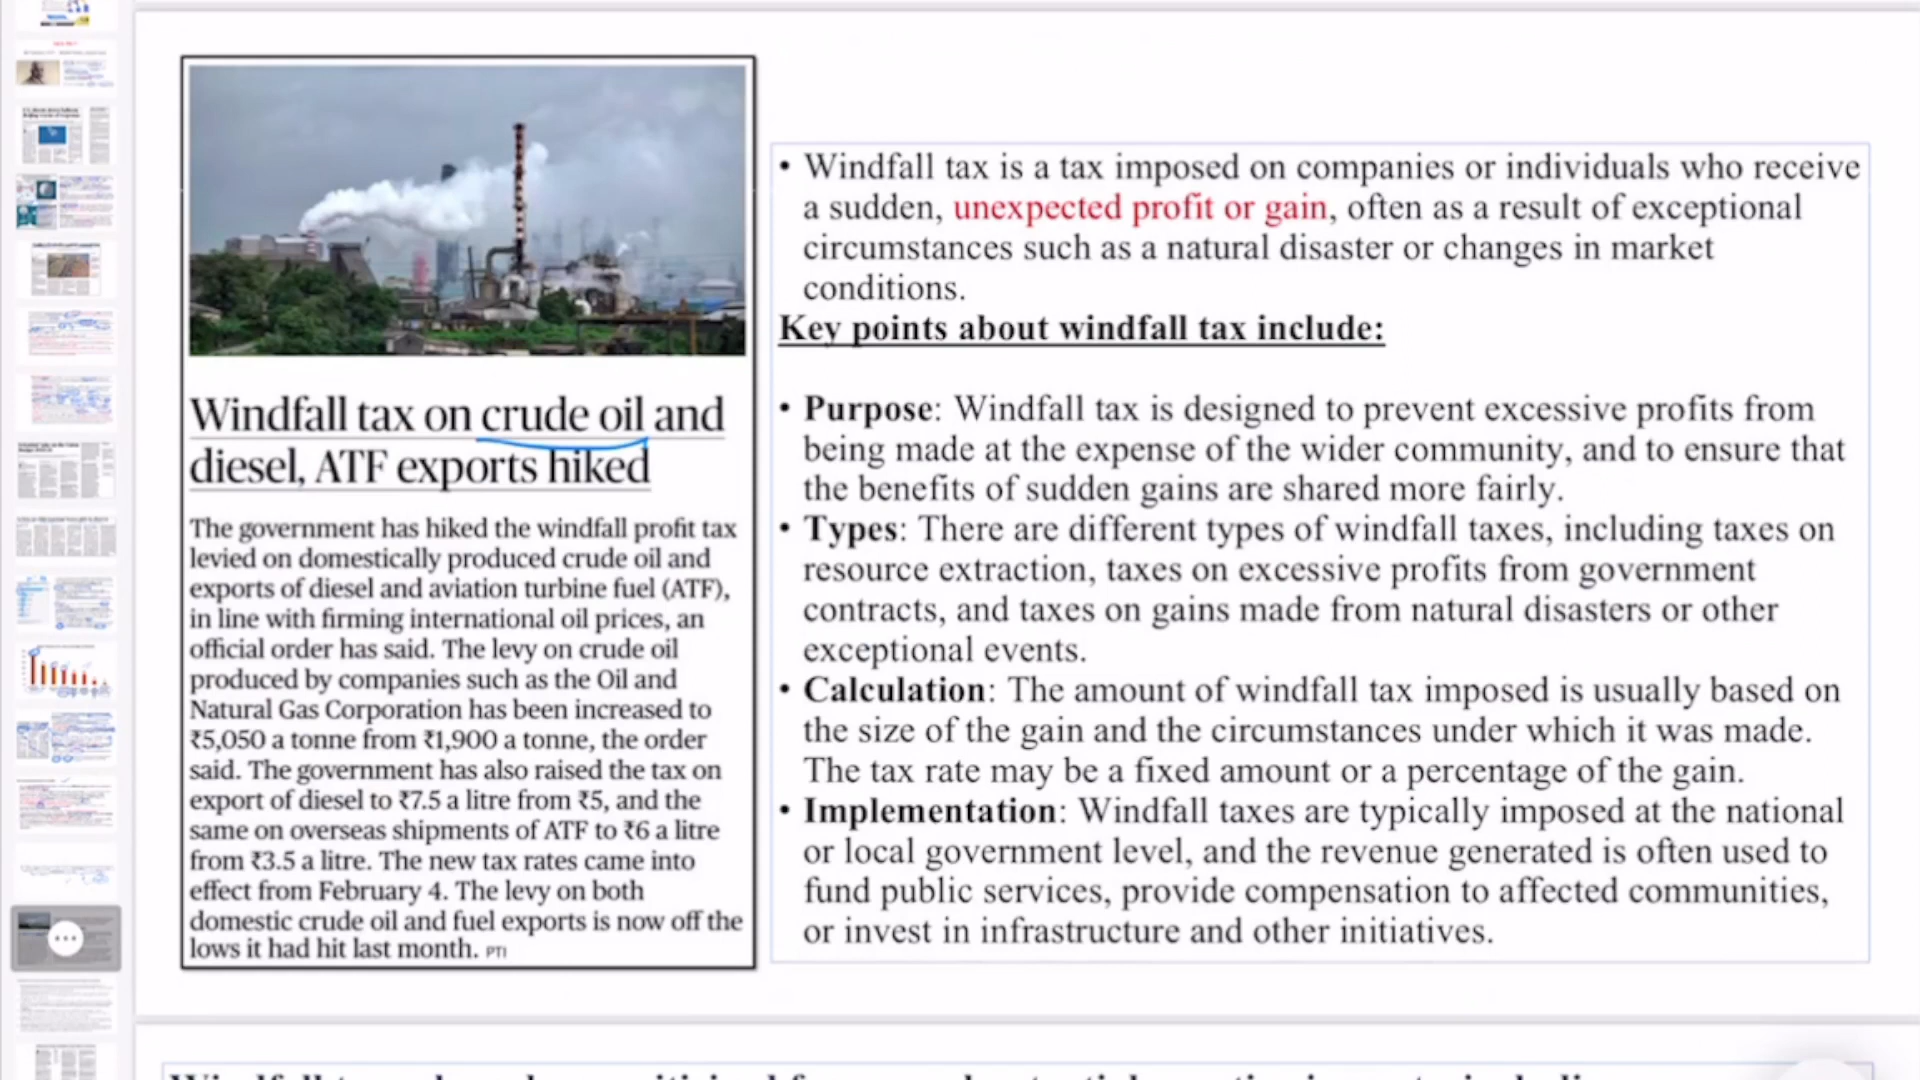 Windfall tax on crude oil and
diesel, ATF exports hiked
The government has hiked the windfall profit tax
levied on domestically produced crude oil and
exports of diesel and aviation turbine fuel (ATF),
in line with firming international oil prices, an
official order has said. The levy on crude oil
produced by companies such as the Oil and
Natural Gas Corporation has been increased to
₹5,050 a tonne from ₹1,900 a tonne, the order
said. The government has also raised the tax on
export of diesel to ₹7.5 a litre from ₹5, and the
same on overseas shipments of ATF to ₹6 a litre
from ₹3.5 a litre. The new tax rates came into
effect from February 4. The levy on both
domestic crude oil and fuel exports is now off the
lows it had hit last month. PTI
• Windfall tax is a tax imposed on companies or individuals who receive
a sudden, unexpected profit or gain, often as a result of exceptional
circumstances such as a natural disaster or changes in market
conditions.
Key points about windfall tax include:
• Purpose: Windfall tax is designed to prevent excessive profits from
being made at the expense of the wider community, and to ensure that
the benefits of sudden gains are shared more fairly.
• Types: There are different types of windfall taxes, including taxes on
resource extraction, taxes on excessive profits from government
contracts, and taxes on gains made from natural disasters or other
exceptional events.
• Calculation: The amount of windfall tax imposed is usually based on
the size of the gain and the circumstances under which it was made.
The tax rate may be a fixed amount or a percentage of the gain.
• Implementation: Windfall taxes are typically imposed at the national
or local government level, and the revenue generated is often used to
fund public services, provide compensation to affected communities,
or invest in infrastructure and other initiatives.